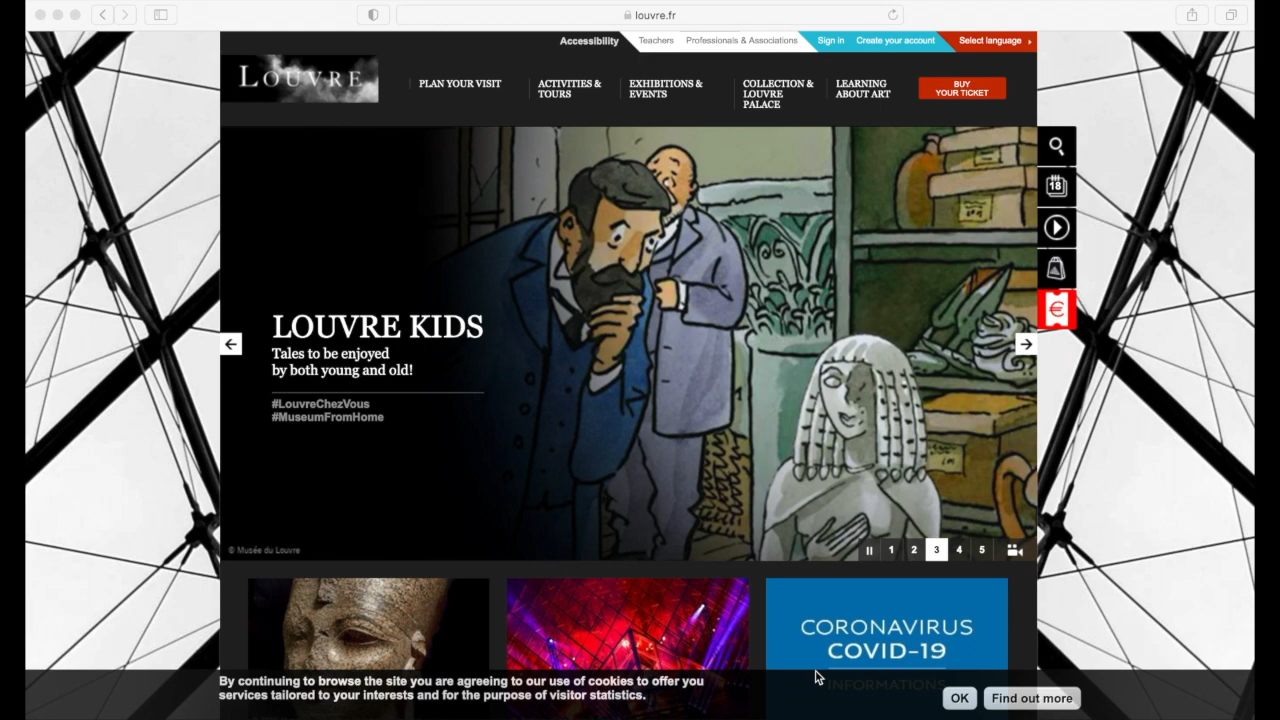 louvre.fr
Accessibility Teachers Professionals & Associations Sign in Create your account Select language
LOUVRE
PLAN YOUR VISIT
ACTIVITIES &
TOURS
EXHIBITIONS &
EVENTS
COLLECTION &
LOUVRE
PALACE
LEARNING
ABOUT ART
BUY
YOUR TICKET
18
€
LOUVRE KIDS
Tales to be enjoyed
by both young and old!
#LouvreChezVous
#MuseumFromHome
© Musée du Louvre
1 2 3 4 5
CORONAVIRUS
COVID-19
INFORMATIONS
By continuing to browse the site you are agreeing to our use of cookies to offer you
services tailored to your interests and for the purpose of visitor statistics.
OK Find out more